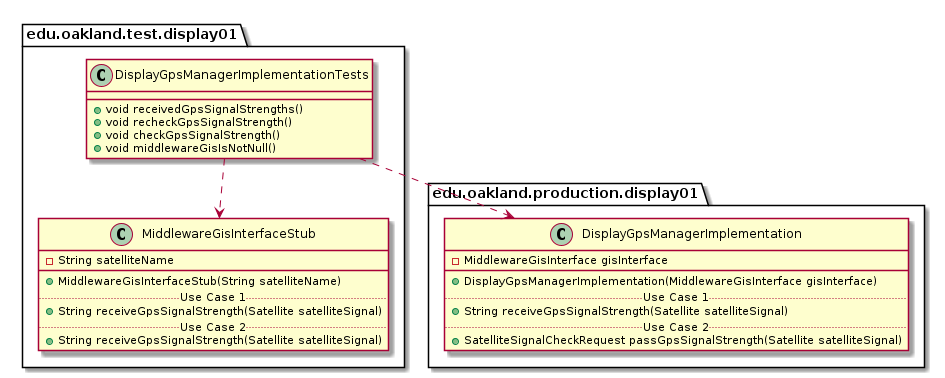 edu.oakland.test.display01
C DisplayGpsManagerImplementationTests
void receivedGpsSignalStrengths()
void recheckGpsSignalStrength()
void checkGpsSignalStrength()
void middlewareGisIsNotNull()
C MiddlewareGisInterfaceStub
String satelliteName
MiddlewareGisInterfaceStub(String satelliteName)
Use Case 1
String receiveGpsSignalStrength(Satellite satelliteSignal)
Use Case 2
String receiveGpsSignalStrength(Satellite satelliteSignal)
edu.oakland.production.display01
C DisplayGpsManagerImplementation
MiddlewareGisInterface gisInterface
DisplayGpsManagerImplementation(MiddlewareGisInterface gisInterface)
Use Case 1
String receiveGpsSignalStrength(Satellite satelliteSignal)
Use Case 2
SatelliteSignalCheckRequest passGpsSignalStrength(Satellite satelliteSignal)